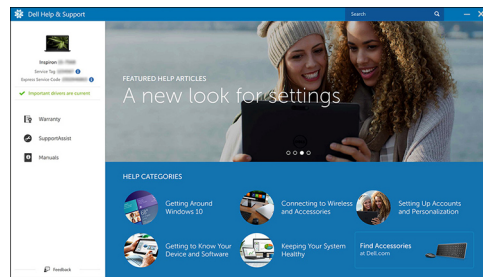 Dell Help & Support
Search
Inspiron
Service Tag
Express Service Code
Important drivers are current
Warranty
SupportAssist
Manuals
Feedback
FEATURED HELP ARTICLES
A new look for settings
HELP CATEGORIES
Getting Around
Windows 10
Connecting to Wireless
and Accessories
Setting Up Accounts
and Personalization
Getting to Know Your
Device and Software
Keeping Your System
Healthy
Find Accessories
at Dell.com